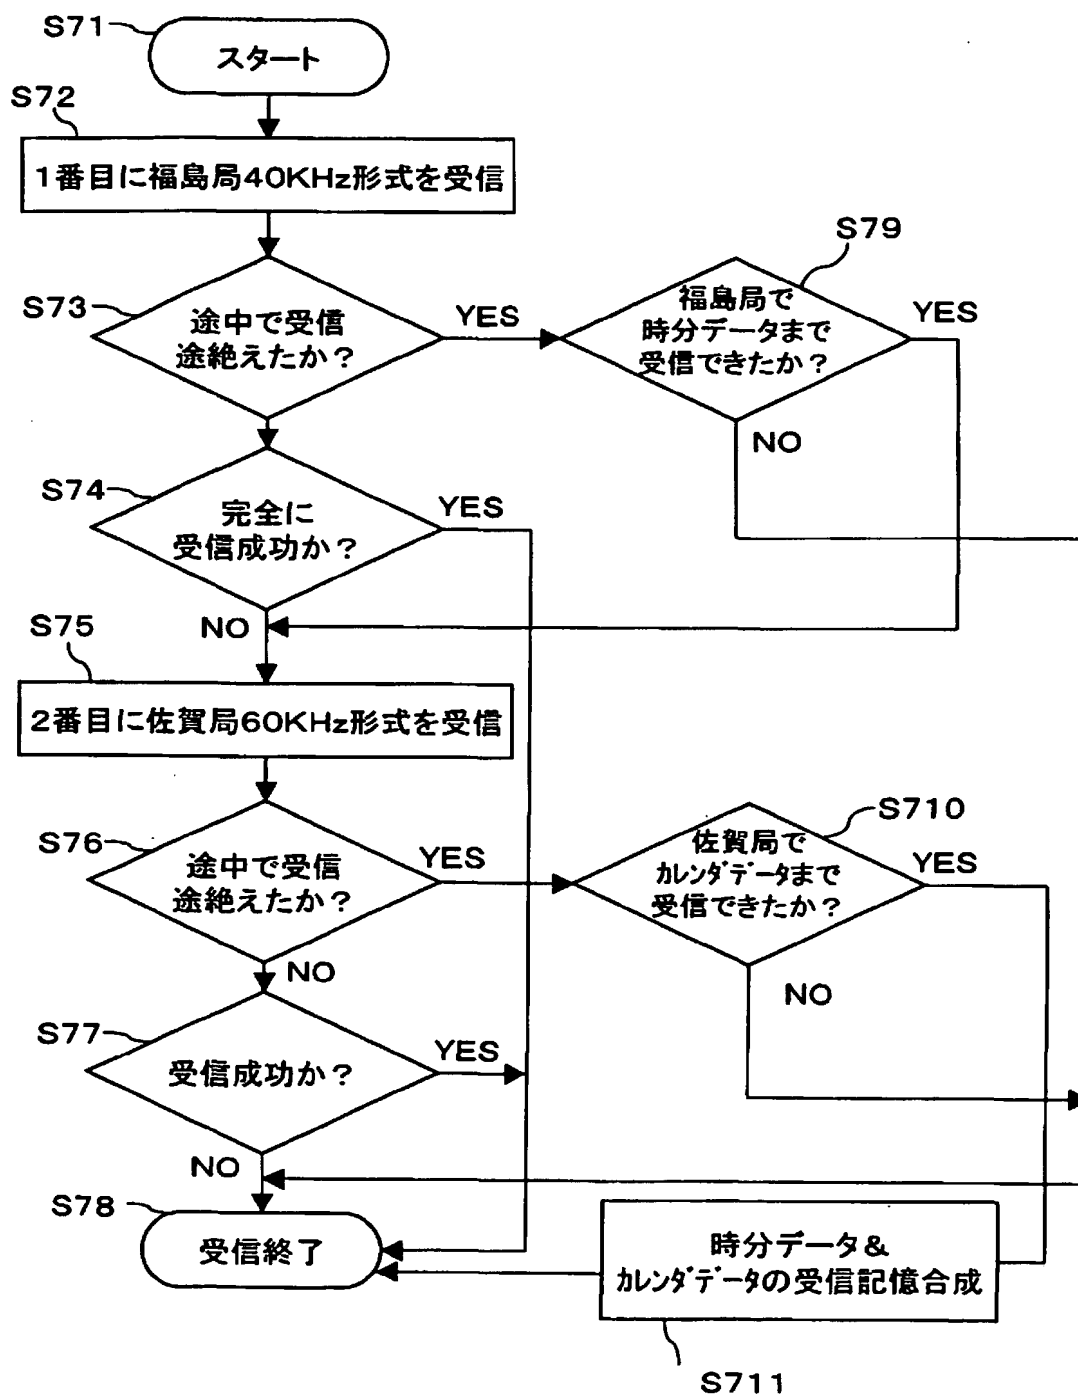 S71
スタート
S72
1番目に福島局40KHz形式を受信
S73
途中で受信
途絶えたか？
YES
S79
福島局で
時分データまで
受信できたか？
YES
NO
S74
完全に
受信成功か？
YES
NO
S75
2番目に佐賀局60KHz形式を受信
S76
途中で受信
途絶えたか？
YES
NO
S710
佐賀局で
カレンダデータまで
受信できたか？
YES
NO
S77
受信成功か？
YES
NO
S78
受信終了
時分データ&
カレンダデータの受信記憶合成
S711